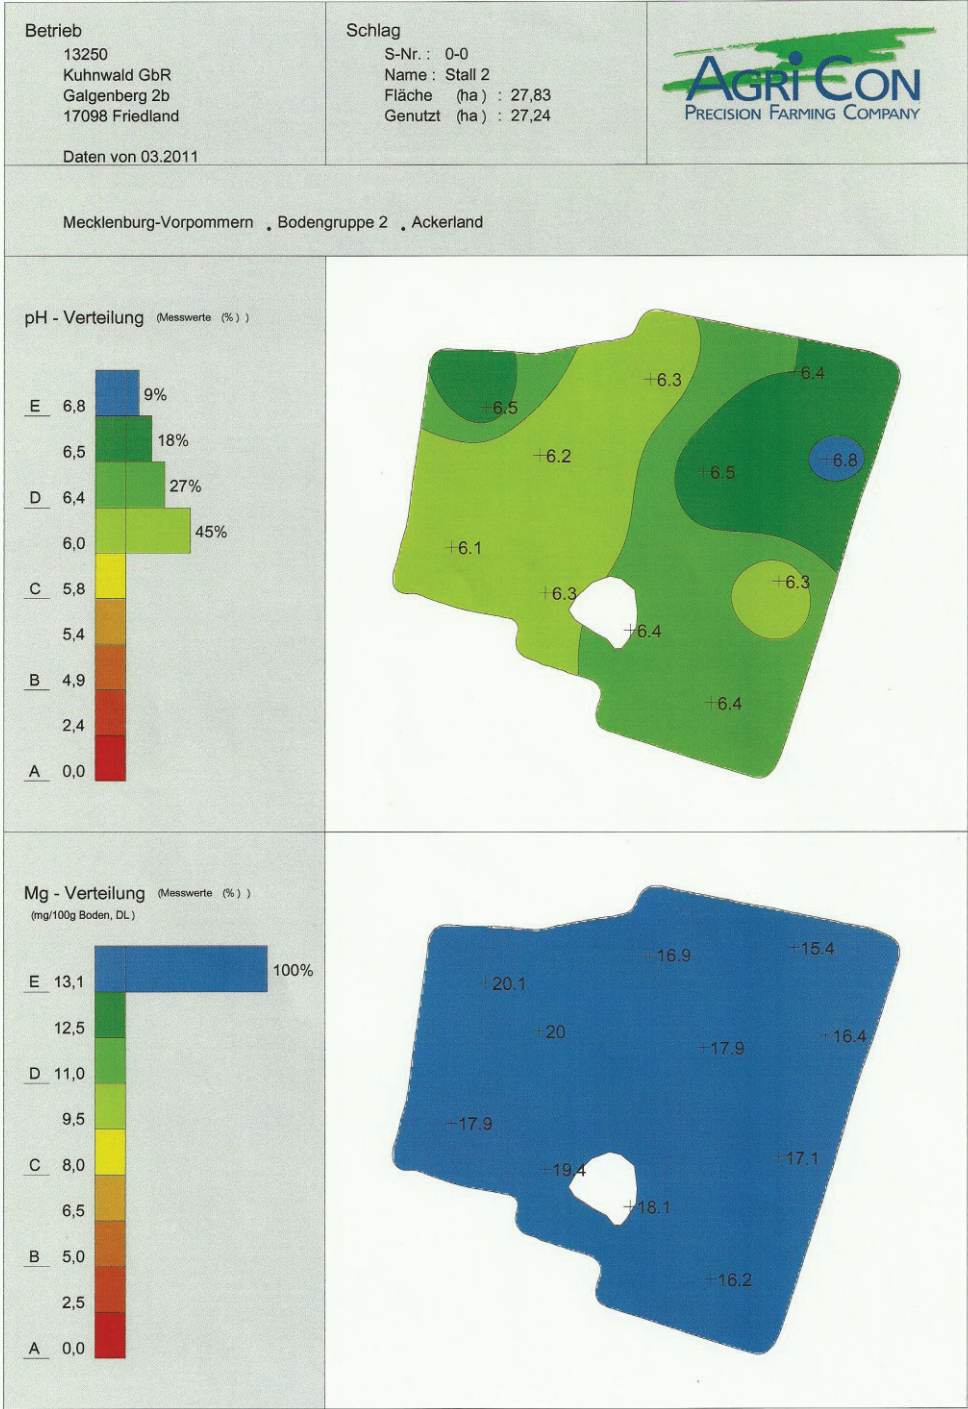 Betrieb
13250
Kuhnwald GbR
Galgenberg 2b
17098 Friedland
Daten von 03.2011
Schlag
S-Nr. : 0-0
Name : Stall 2
Fläche (ha) : 27,83
Genutzt (ha) : 27,24
AGRI CON
PRECISION FARMING COMPANY
Mecklenburg-Vorpommern . Bodengruppe 2 . Ackerland
pH - Verteilung (Messwerte (%) )
E 6,8 9%
6,5 18%
D 6,4 27%
6,0 45%
C 5,8
5,4
B 4,9
2,4
A 0,0
+6.3
+6.4
+6.5
+6.2
+6.8
+6.5
+6.1
+6.3
+6.3
+6.4
+6.4
Mg - Verteilung (Messwerte (%) )
(mg/100g Boden, DL)
E 13,1 100%
12,5
D 11,0
9,5
C 8,0
6,5
B 5,0
2,5
A 0,0
+15.4
+16.9
+20.1
+20
+16.4
+17.9
+17.9
+17.1
+19.4
+18.1
+16.2